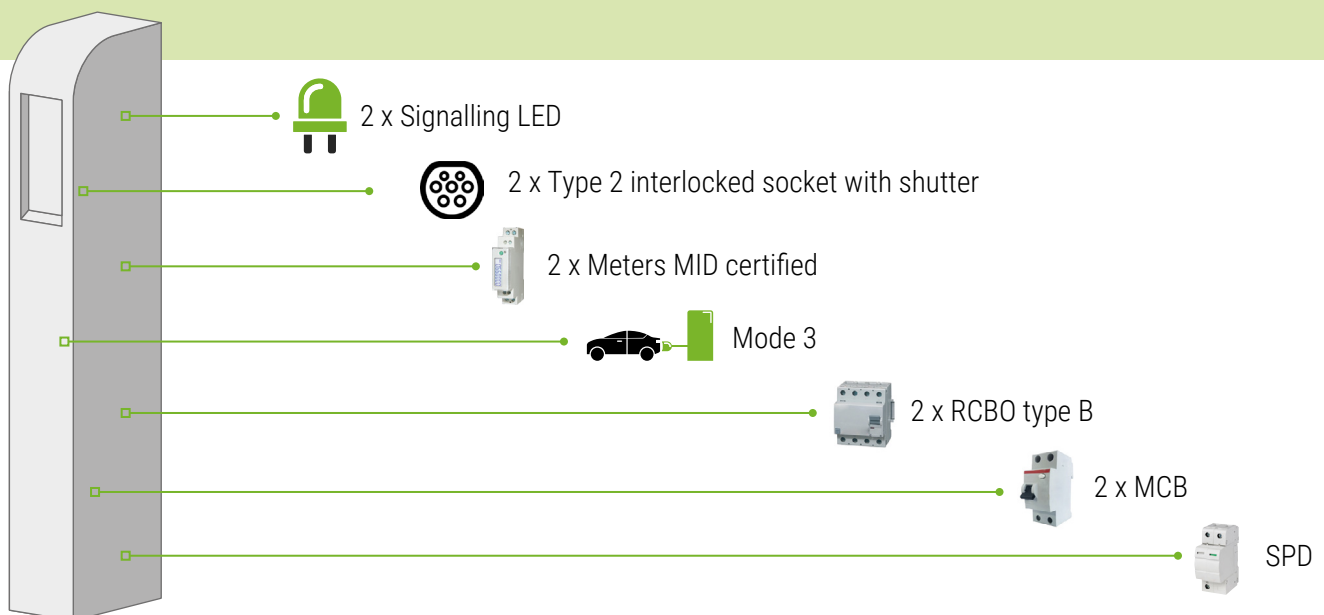 2 x Signalling LED
2 x Type 2 interlocked socket with shutter
2 x Meters MID certified
Mode 3
2 x RCBO type B
2 x MCB
SPD